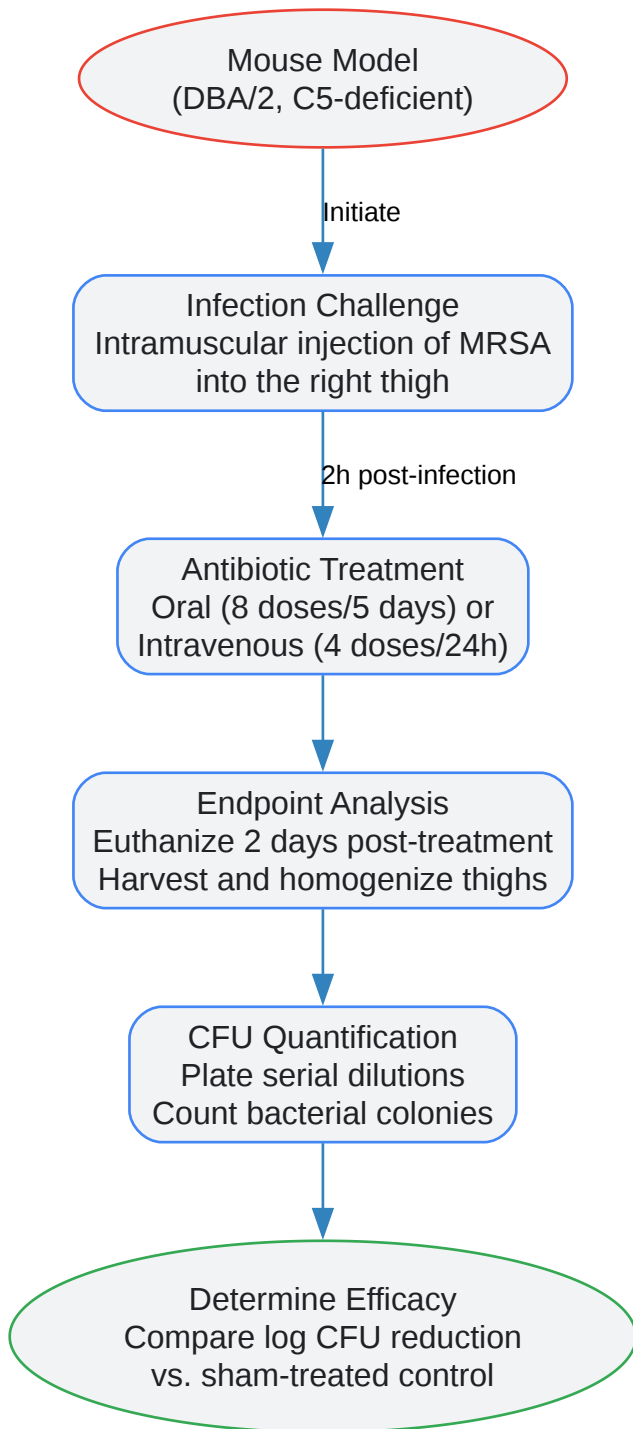 Mouse Model
(DBA/2, C5-deficient)
Initiate
Infection Challenge
Intramuscular injection of MRSA
into the right thigh
2h post-infection
Antibiotic Treatment
Oral (8 doses/5 days) or
Intravenous (4 doses/24h)
Endpoint Analysis
Euthanize 2 days post-treatment
Harvest and homogenize thighs
CFU Quantification
Plate serial dilutions
Count bacterial colonies
Determine Efficacy
Compare log CFU reduction
vs. sham-treated control